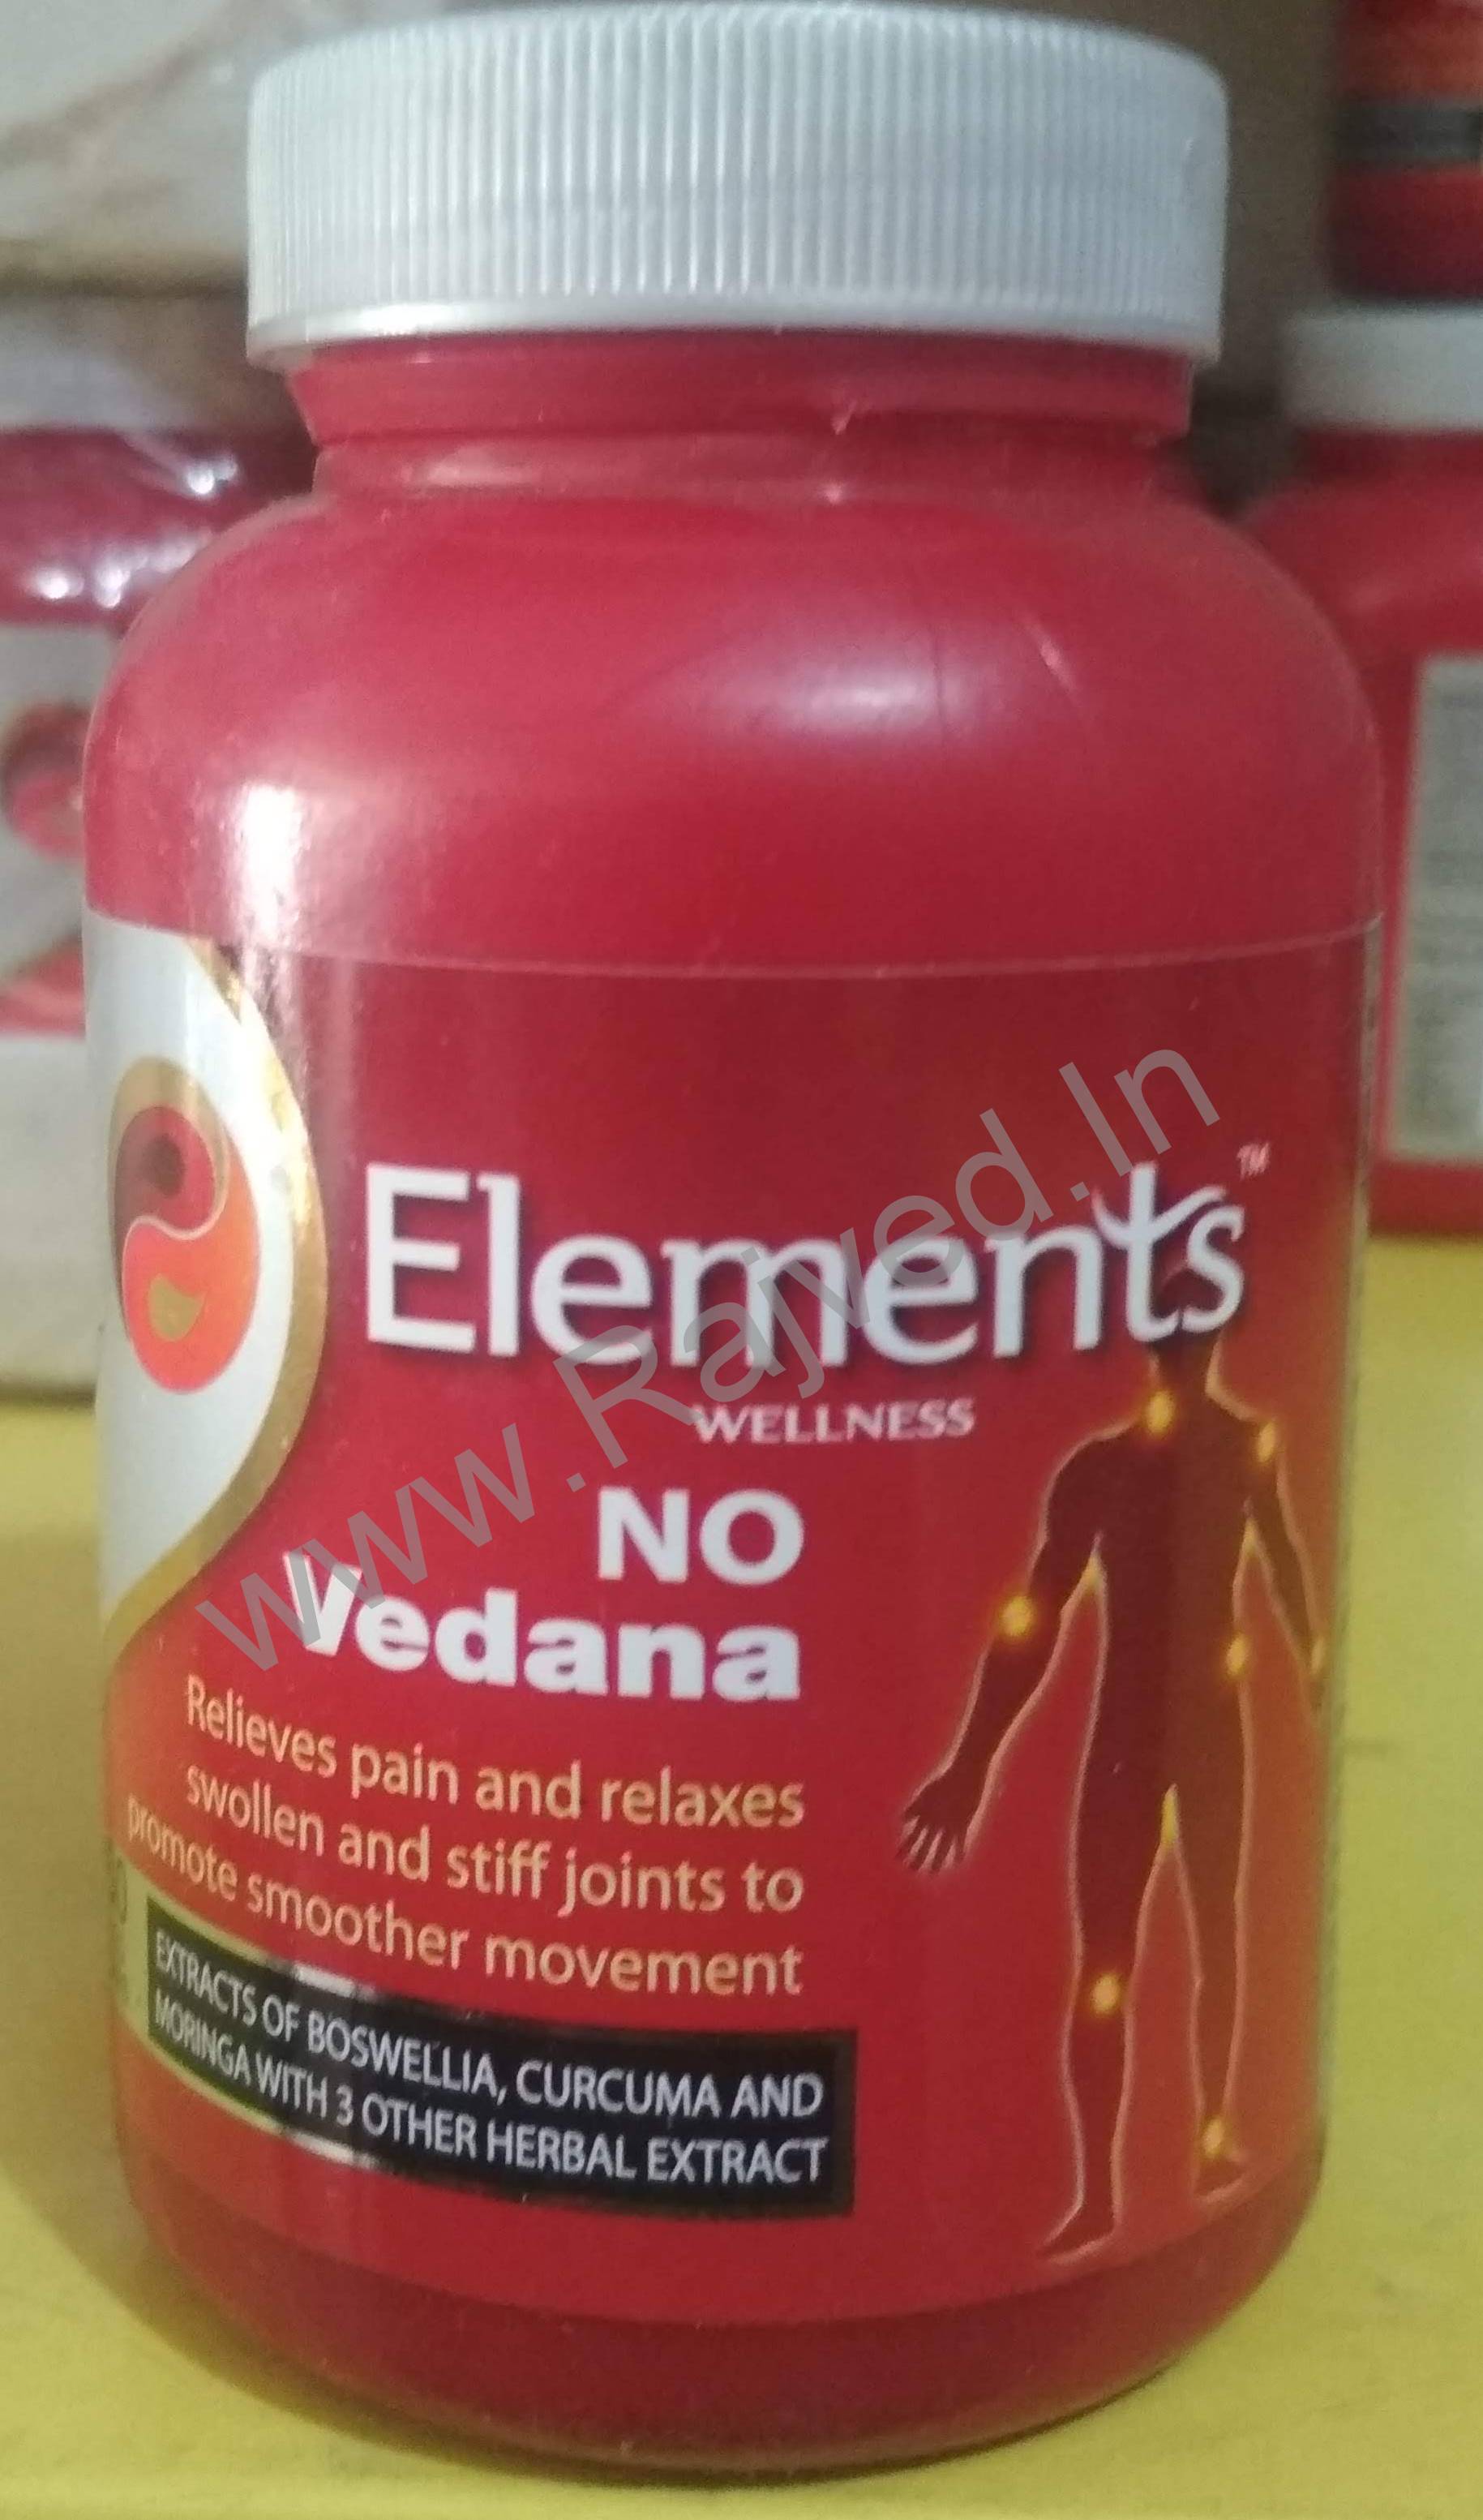 Elements™
WELLNESS
NO
Vedana
Relieves pain and relaxes
swollen and stiff joints to
promote smoother movement
EXTRACTS OF BOSWELLIA, CURCUMA AND
MORINGA WITH 3 OTHER HERBAL EXTRACT
www.Rajved.In